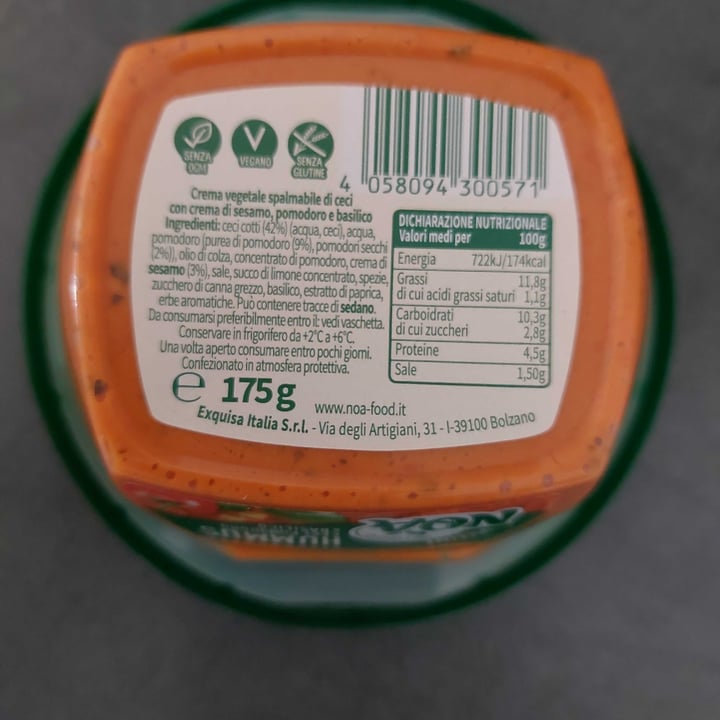 SENZA OGM
VEGANO
SENZA GLUTINE
4 058094 300571
Crema vegetale spalmabile di ceci
con crema di sesamo, pomodoro e basilico
Ingredienti: ceci cotti (42%) (acqua, ceci), acqua,
pomodoro (purea di pomodoro (9%), pomodori secchi
(2%)), olio di colza, concentrato di pomodoro, crema di
sesamo (3%), sale, succo di limone concentrato, spezie,
zucchero di canna grezzo, basilico, estratto di paprica,
erbe aromatiche. Può contenere tracce di sedano.
Da consumarsi preferibilmente entro il: vedi vaschetta.
Conservare in frigorifero da +2°C a +6°C.
Una volta aperto consumare entro pochi giorni.
Confezionato in atmosfera protettiva.
DICHIARAZIONE NUTRIZIONALE
Valori medi per 100g
Energia 722kJ/174kcal
Grassi 11,8g
di cui acidi grassi saturi 1,1g
Carboidrati 10,3g
di cui zuccheri 2,8g
Proteine 4,5g
Sale 1,50g
e 175g
www.noa-food.it
Exquisa Italia S.r.l. - Via degli Artigiani, 31 - I-39100 Bolzano
NOA
HUMMUS